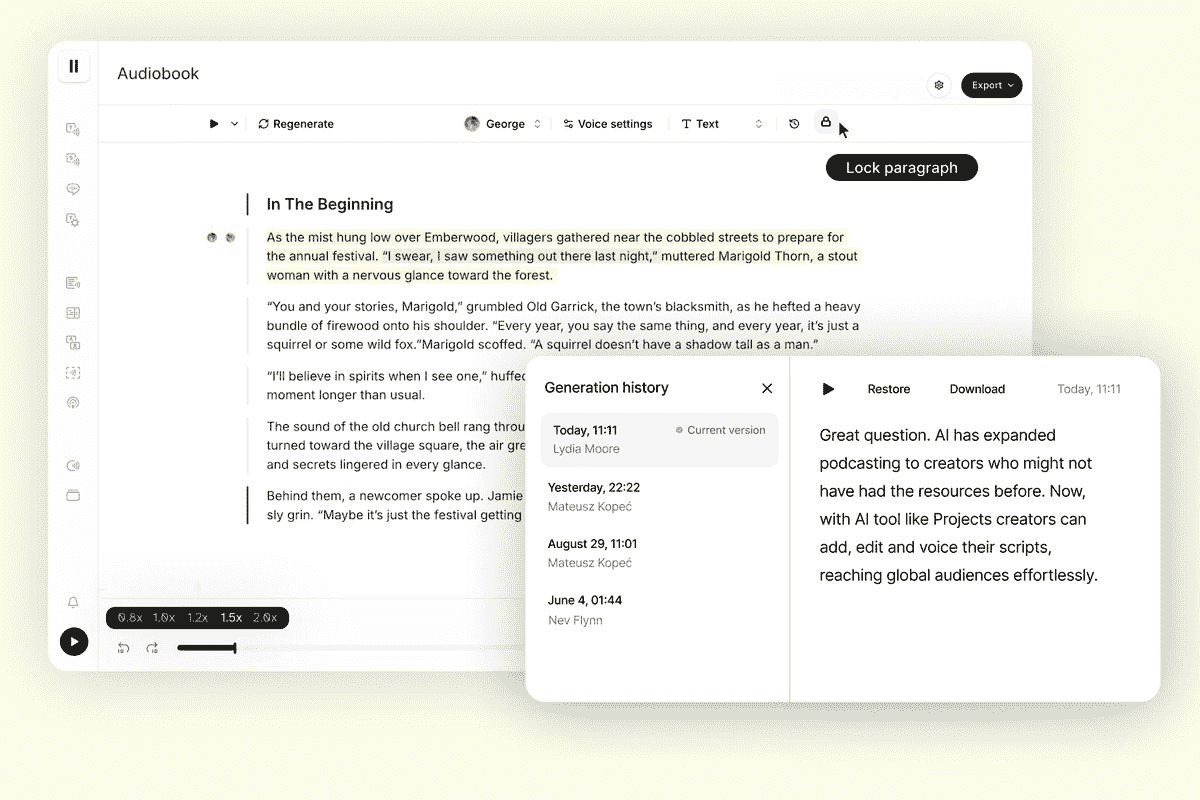 Audiobook
Export
Regenerate
George
Voice settings
Text
Lock paragraph
In The Beginning
As the mist hung low over Emberwood, villagers gathered near the cobbled streets to prepare for
the annual festival. “I swear, I saw something out there last night,” muttered Marigold Thorn, a stout
woman with a nervous glance toward the forest.
“You and your stories, Marigold,” grumbled Old Garrick, the town’s blacksmith, as he hefted a heavy
bundle of firewood onto his shoulder. “Every year, you say the same thing, and every year, it’s just a
squirrel or some wild fox.”Marigold scoffed. “A squirrel doesn’t have a shadow tall as a man.”
“I’ll believe in spirits when I see one,” huffed
moment longer than usual.
The sound of the old church bell rang
turned toward the village square, the air
and secrets lingered in every glance.
Behind them, a newcomer spoke up. Jamie
sly grin. “Maybe it’s just the festival getting
0.8x 1.0x 1.2x 1.5x 2.0x
10 10
Generation history
Today, 11:11
Current version
Lydia Moore
Yesterday, 22:22
Mateusz Kopeć
August 29, 11:01
Mateusz Kopeć
June 4, 01:44
Nev Flynn
Restore
Download
Today, 11:11
Great question. AI has expanded
podcasting to creators who might not
have had the resources before. Now,
with AI tool like Projects creators can
add, edit and voice their scripts,
reaching global audiences effortlessly.